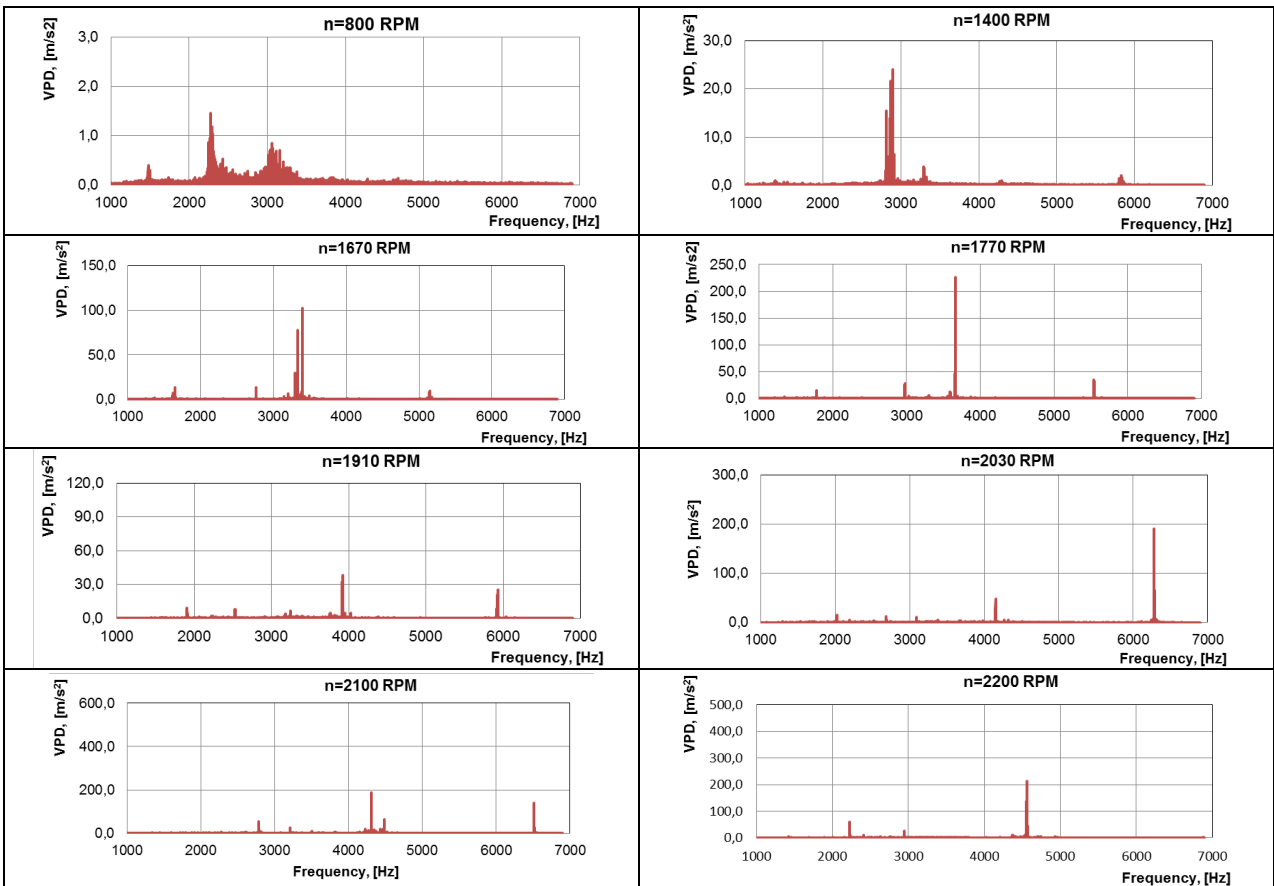 n=800 RPM
VPD, [m/s2]
3,0
2,0
1,0
0,0
1000 2000 3000 4000 5000 6000 7000
Frequency, [Hz]
n=1400 RPM
VPD, [m/s²]
30,0
20,0
10,0
0,0
1000 2000 3000 4000 5000 6000 7000
Frequency, [Hz]
n=1670 RPM
VPD, [m/s²]
150,0
100,0
50,0
0,0
1000 2000 3000 4000 5000 6000 7000
Frequency, [Hz]
n=1770 RPM
VPD, [m/s2]
250,0
200,0
150,0
100,0
50,0
0,0
1000 2000 3000 4000 5000 6000 7000
Frequency, [Hz]
n=1910 RPM
VPD, [m/s²]
120,0
90,0
60,0
30,0
0,0
1000 2000 3000 4000 5000 6000 7000
Frequency, [Hz]
n=2030 RPM
VPD, [m/s²]
300,0
200,0
100,0
0,0
1000 2000 3000 4000 5000 6000 7000
Frequency, [Hz]
n=2100 RPM
VPD, [m/s²]
600,0
400,0
200,0
0,0
1000 2000 3000 4000 5000 6000 7000
Frequency, [Hz]
n=2200 RPM
VPD, [m/s²]
500,0
400,0
300,0
200,0
100,0
0,0
1000 2000 3000 4000 5000 6000 7000
Frequency, [Hz]